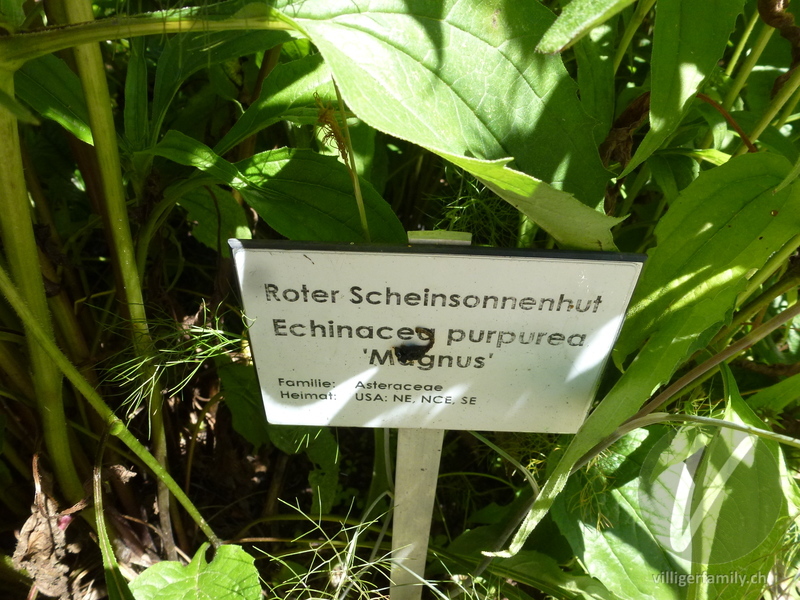 Roter Scheinsonnenhut
Echinacea purpurea
'Magnus'
Familie: Asteraceae
Heimat: USA: NE, NCE, SE
villigerfamily.ch